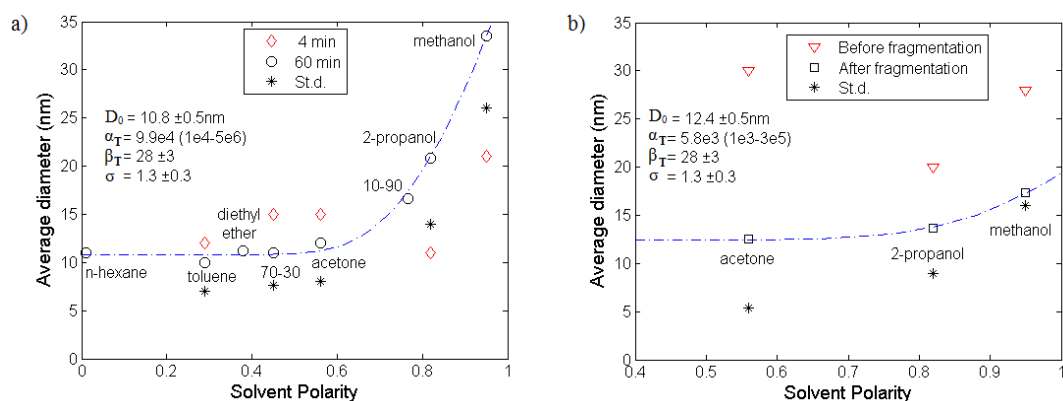 a)
35
30
25
20
15
10
5
0
Average diameter (nm)
0
0.2
0.4
0.6
0.8
1
Solvent Polarity
4 min
60 min
St.d.
D₀ = 10.8 ±0.5nm
α_T= 9.9e4 (1e4-5e6)
β_T= 28 ±3
σ = 1.3 ±0.3
methanol
2-propanol
10-90
diethyl
ether
n-hexane
toluene
70-30
acetone
b)
35
30
25
20
15
10
5
0
Average diameter (nm)
0.4
0.5
0.6
0.7
0.8
0.9
1
Solvent Polarity
Before fragmentation
After fragmentation
St.d.
D₀ = 12.4 ±0.5nm
α_T= 5.8e3 (1e3-3e5)
β_T= 28 ±3
σ = 1.3 ±0.3
acetone
2-propanol
methanol